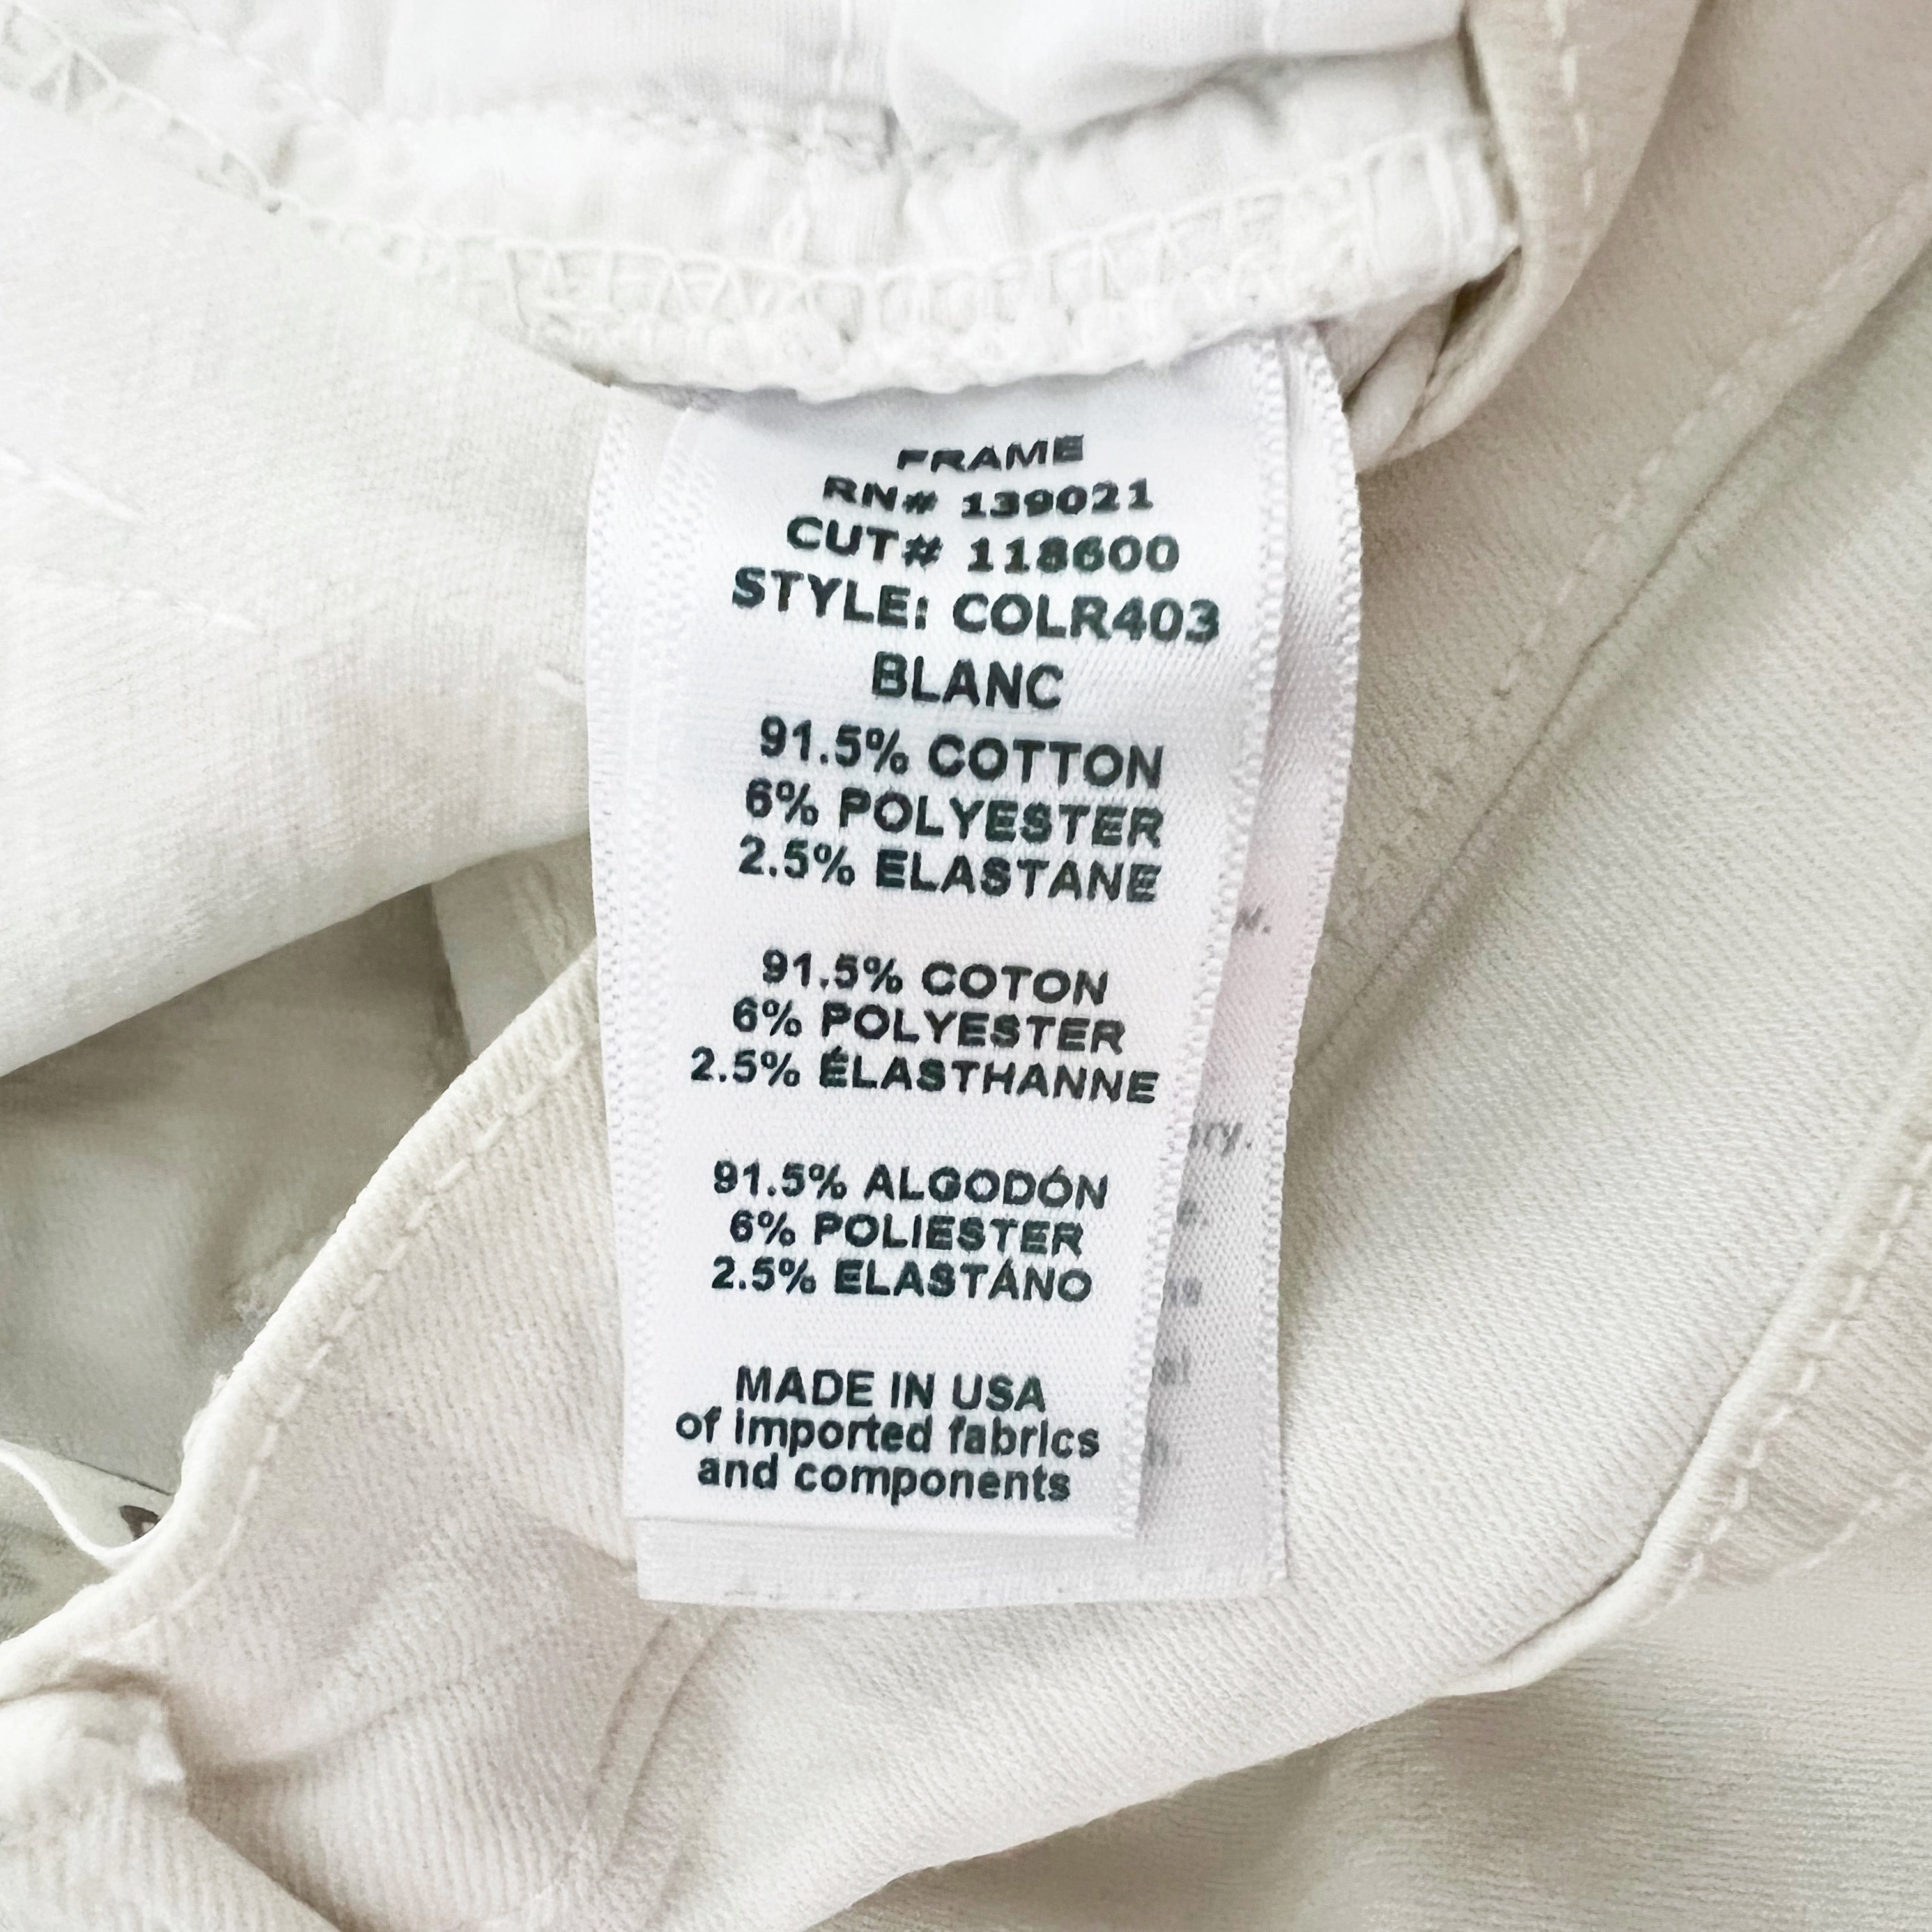 FRAME
RN# 139021
CUT# 118600
STYLE: COLR403
BLANC
91.5% COTTON
6% POLYESTER
2.5% ELASTANE
91.5% COTON
6% POLYESTER
2.5% ÉLASTHANNE
91.5% ALGODÓN
6% POLIESTER
2.5% ELASTÁNO
MADE IN USA
of imported fabrics
and components